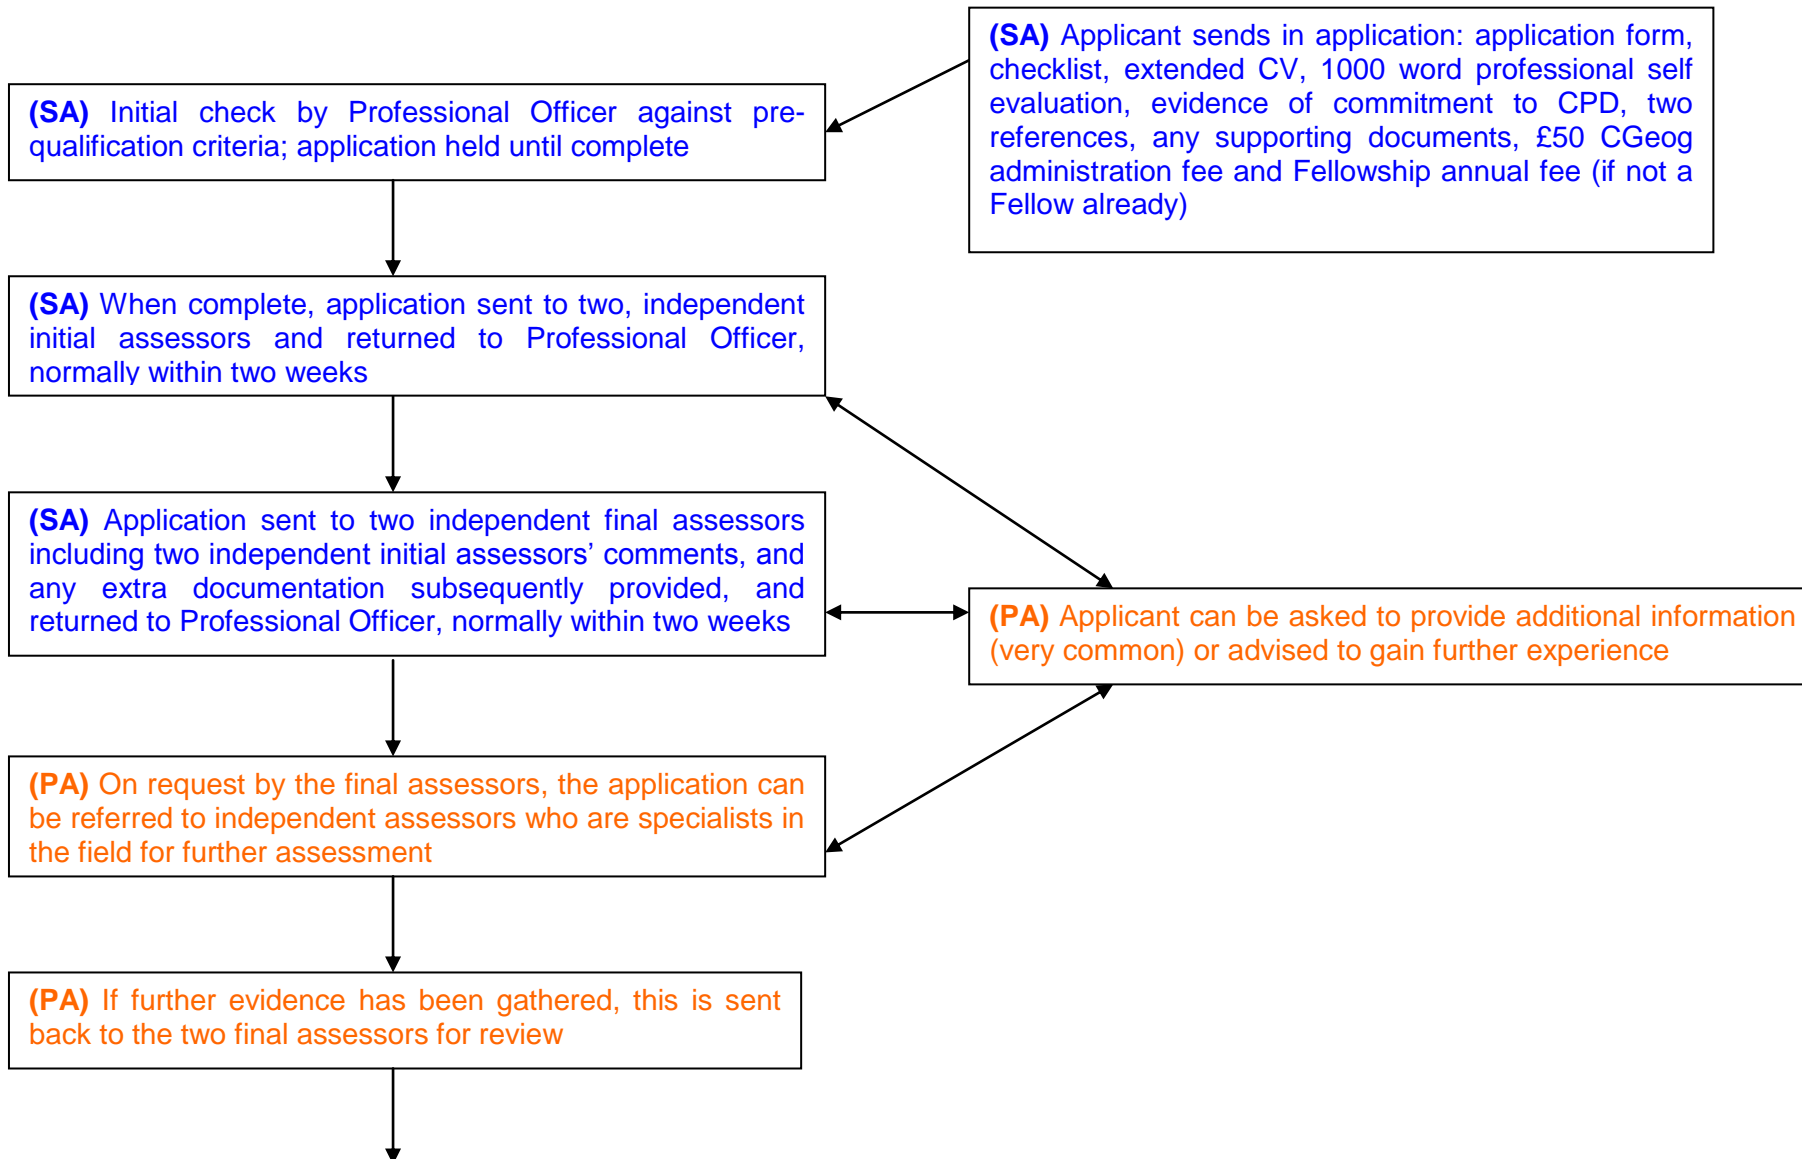 (SA) Applicant sends in application: application form,
checklist, extended CV, 1000 word professional self
evaluation, evidence of commitment to CPD, two
references, any supporting documents, £50 CGeog
administration fee and Fellowship annual fee (if not a
Fellow already)
(SA) Initial check by Professional Officer against pre-
qualification criteria; application held until complete
(SA) When complete, application sent to two, independent
initial assessors and returned to Professional Officer,
normally within two weeks
(SA) Application sent to two independent final assessors
including two independent initial assessors’ comments, and
any extra documentation subsequently provided, and
returned to Professional Officer, normally within two weeks
(PA) Applicant can be asked to provide additional information
(very common) or advised to gain further experience
(PA) On request by the final assessors, the application can
be referred to independent assessors who are specialists in
the field for further assessment
(PA) If further evidence has been gathered, this is sent
back to the two final assessors for review